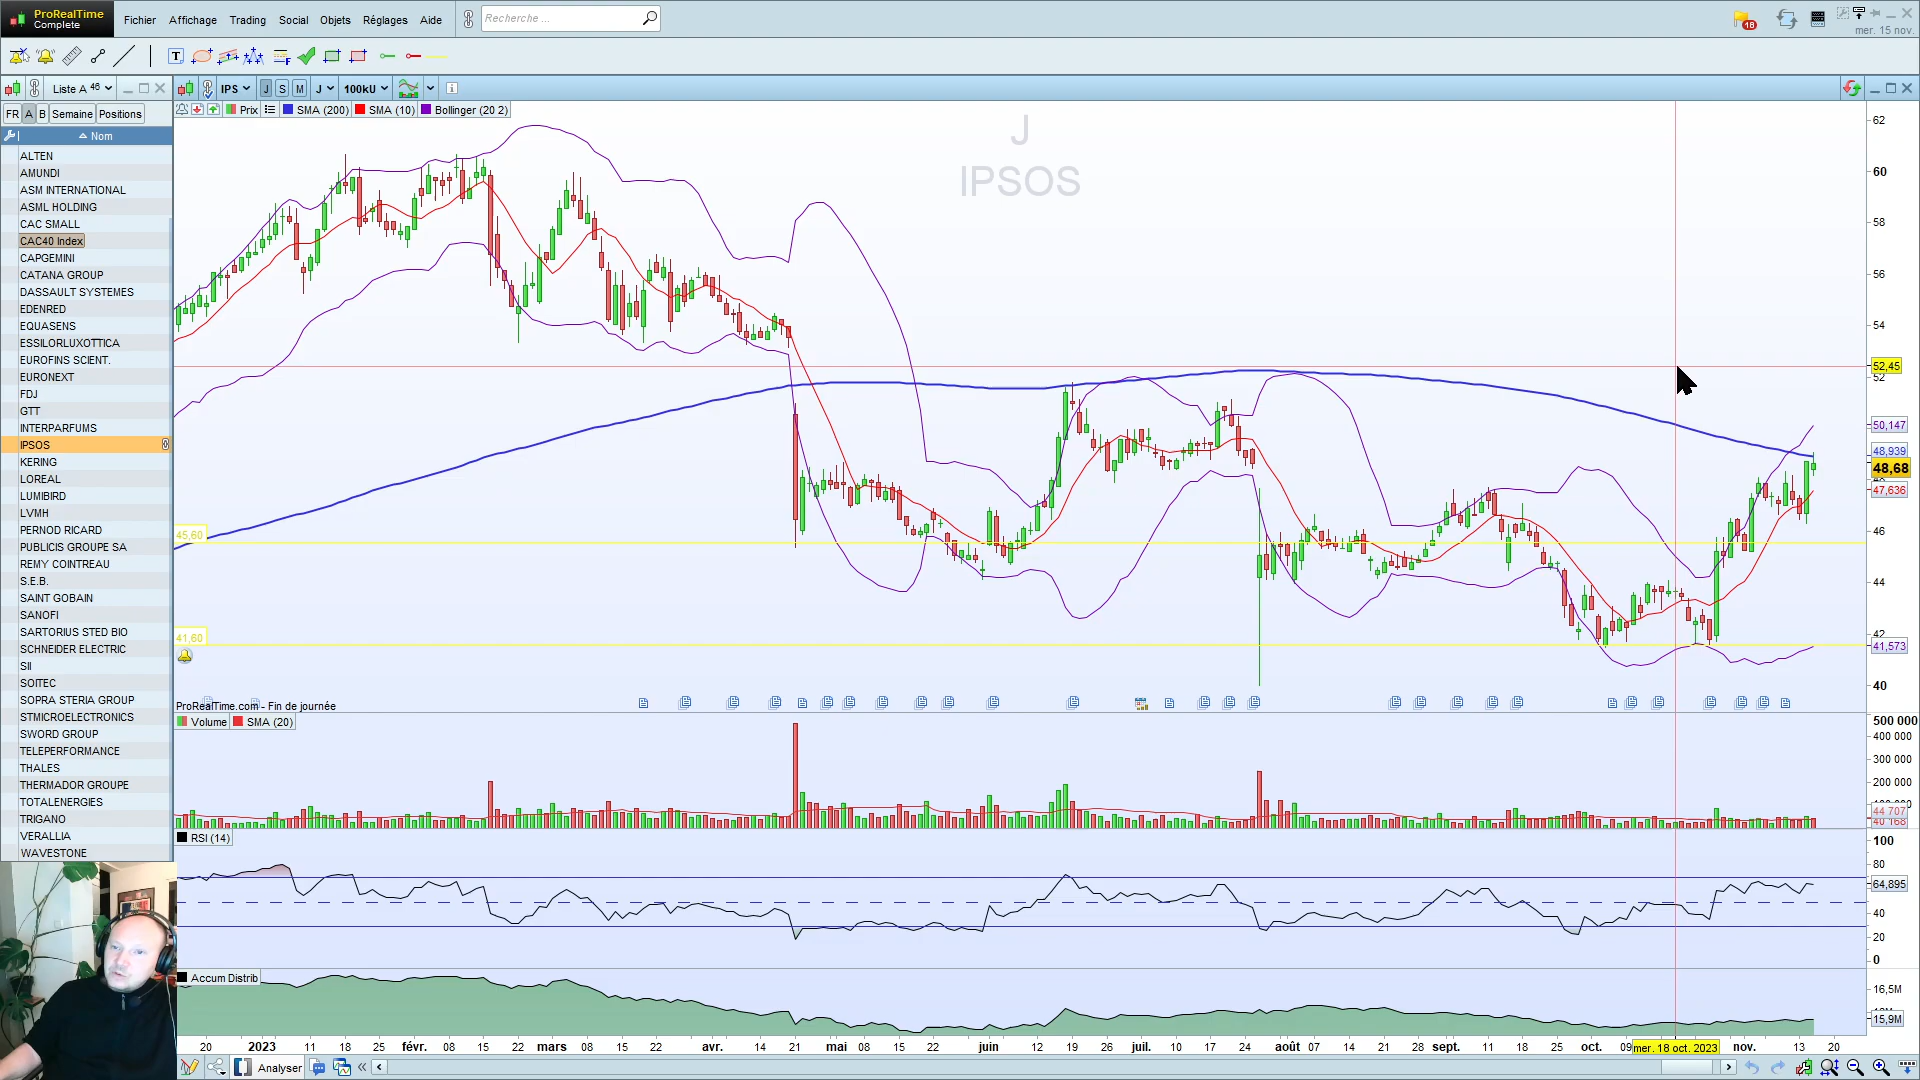 ProRealTime
Complete
Fichier Affichage Trading Social Objets Réglages Aide
Recherche ...
18
mer. 15 nov.
T
Liste A 46
IPS J S M J 100kU
FR A B Semaine Positions
Nom
Prix SMA (200) SMA (10) Bollinger (20 2)
J
IPSOS
ALTEN
AMUNDI
ASM INTERNATIONAL
ASML HOLDING
CAC SMALL
CAC40 Index
CAPGEMINI
CATANA GROUP
DASSAULT SYSTEMES
EDENRED
EQUASENS
ESSILORLUXOTTICA
EUROFINS SCIENT.
EURONEXT
FDJ
GTT
INTERPARFUMS
IPSOS
KERING
LOREAL
LUMIBIRD
LVMH
PERNOD RICARD
PUBLICIS GROUPE SA
REMY COINTREAU
S.E.B.
SAINT GOBAIN
SANOFI
SARTORIUS STED BIO
SCHNEIDER ELECTRIC
SII
SOITEC
SOPRA STERIA GROUP
STMICROELECTRONICS
SWORD GROUP
TELEPERFORMANCE
THALES
THERMADOR GROUPE
TOTALENERGIES
TRIGANO
VERALLIA
WAVESTONE
62
60
58
56
54
52,45
52
50,147
48,939
48,68
47,636
46
44
42
41,573
40
45,60
41,60
ProRealTime.com - Fin de journée
Volume SMA (20)
500 000
400 000
300 000
200 000
44 707
40 168
RSI (14)
100
80
64,895
40
20
0
Accum Distrib
16,5M
15,9M
20 2023 11 18 24 févr. 08 15 22 mars 08 15 22 avr. 14 21 mai 08 15 22 juin 12 19 26 juil. 10 17 24 août 07 14 21 28 sept. 11 18 25 oct. 09 mer. 18 oct. 2023 nov. 13 20
Analyser